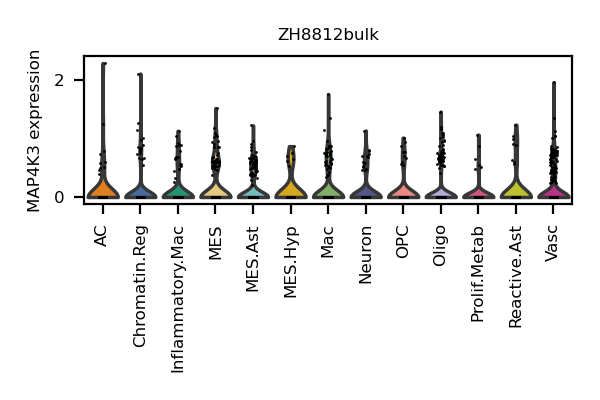 ZH8812bulk
MAP4K3 expression
2
0
AC
Chromatin.Reg
Inflammatory.Mac
MES
MES.Ast
MES.Hyp
Mac
Neuron
OPC
Oligo
Prolif.Metab
Reactive.Ast
Vasc